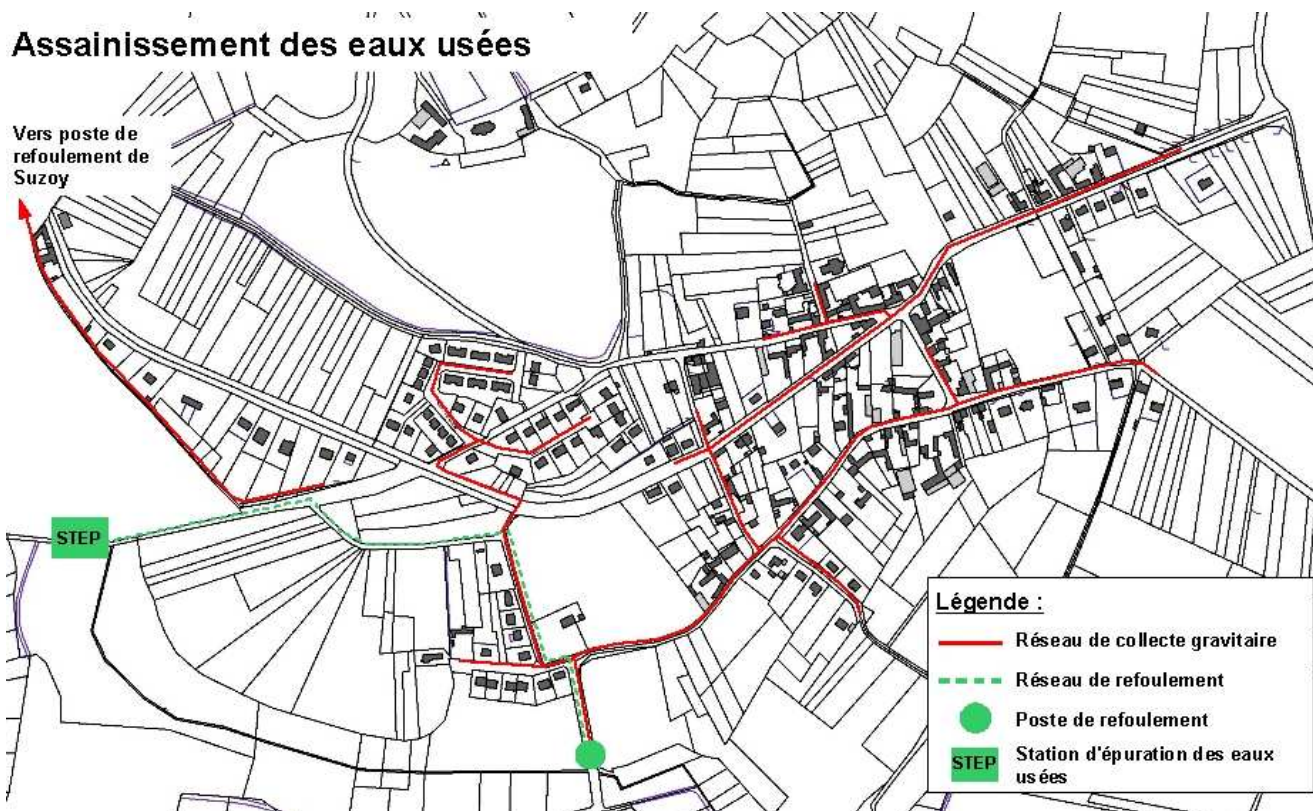 Assainissement des eaux usées
Vers poste de
refoulement de
Suzoy
STEP
Légende :
Réseau de collecte gravitaire
Réseau de refoulement
Poste de refoulement
STEP
Station d'épuration des eaux
usées